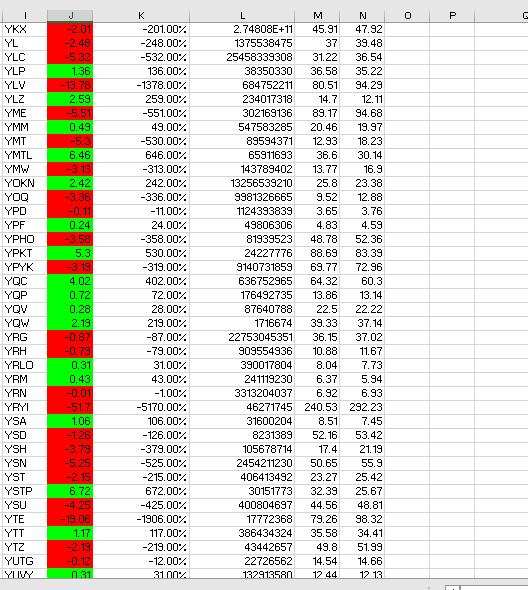 I J K L M N O P Q
YKX -2.01 -201.00% 2.74808E+11 45.91 47.92
YL -2.48 -248.00% 1375538475 37 39.48
YLC -5.32 -532.00% 25458339308 31.22 36.54
YLP 1.36 136.00% 38350330 36.58 35.22
YLV -13.78 -1378.00% 684752211 80.51 94.29
YLZ 2.59 259.00% 234017318 14.7 12.11
YME -5.51 -551.00% 302169136 89.17 94.68
YMM 0.49 49.00% 547583285 20.46 19.97
YMT -5.3 -530.00% 89594371 12.93 18.23
YMTL 6.46 646.00% 65911693 36.6 30.14
YMW -3.13 -313.00% 143789402 13.77 16.9
YOKN 2.42 242.00% 13256539210 25.8 23.38
YOQ -3.36 -336.00% 9981326665 9.52 12.88
YPD -0.11 -11.00% 1124393839 3.65 3.76
YPF 0.24 24.00% 49806306 4.83 4.59
YPHO -3.58 -358.00% 81939523 48.78 52.36
YPKT 5.3 530.00% 24227776 88.69 83.39
YPYK -3.19 -319.00% 9140731859 69.77 72.96
YQC 4.02 402.00% 636752965 64.32 60.3
YQP 0.72 72.00% 176492735 13.86 13.14
YQV 0.28 28.00% 87640788 22.5 22.22
YQW 2.19 219.00% 1716674 39.33 37.14
YRG -0.87 -87.00% 22753045351 36.15 37.02
YRH -0.79 -79.00% 909554936 10.88 11.67
YRLO 0.31 31.00% 390017804 8.04 7.73
YRM 0.43 43.00% 241119230 6.37 5.94
YRN -0.01 -1.00% 3313204037 6.92 6.93
YRYI -51.7 -5170.00% 46271745 240.53 292.23
YSA 1.06 106.00% 31600204 8.51 7.45
YSD -1.26 -126.00% 8231389 52.16 53.42
YSH -3.79 -379.00% 105678714 17.4 21.19
YSN -5.25 -525.00% 2454211230 50.65 55.9
YST -2.15 -215.00% 406413492 23.27 25.42
YSTP 6.72 672.00% 30151773 32.39 25.67
YSU -4.25 -425.00% 400804697 44.56 48.81
YTE -19.06 -1906.00% 17772368 79.26 98.32
YTT 1.17 117.00% 386434324 35.58 34.41
YTZ -2.19 -219.00% 43442657 49.8 51.99
YUTG -0.12 -12.00% 22726562 14.54 14.66
YUVY 0.31 31.00% 132913580 12.44 12.13